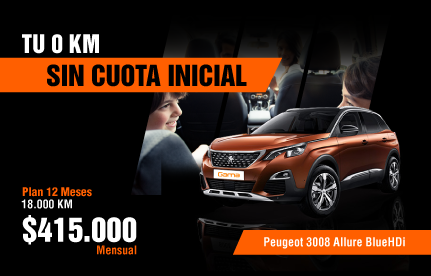 TU 0 KM
SIN CUOTA INICIAL
Gama
Plan 12 Meses
18.000 KM
$415.000
Mensual
Peugeot 3008 Allure BlueHDi